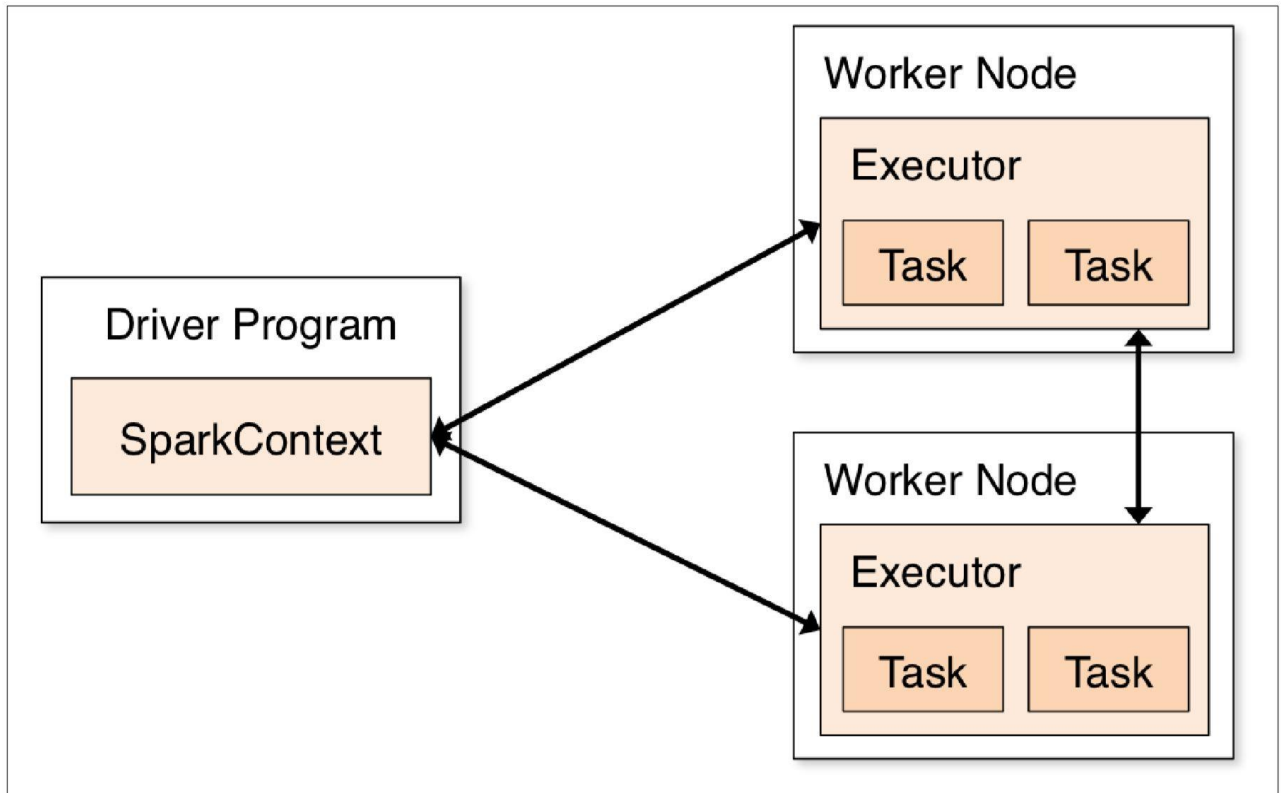 Driver Program
SparkContext
Worker Node
Executor
Task Task
Worker Node
Executor
Task Task